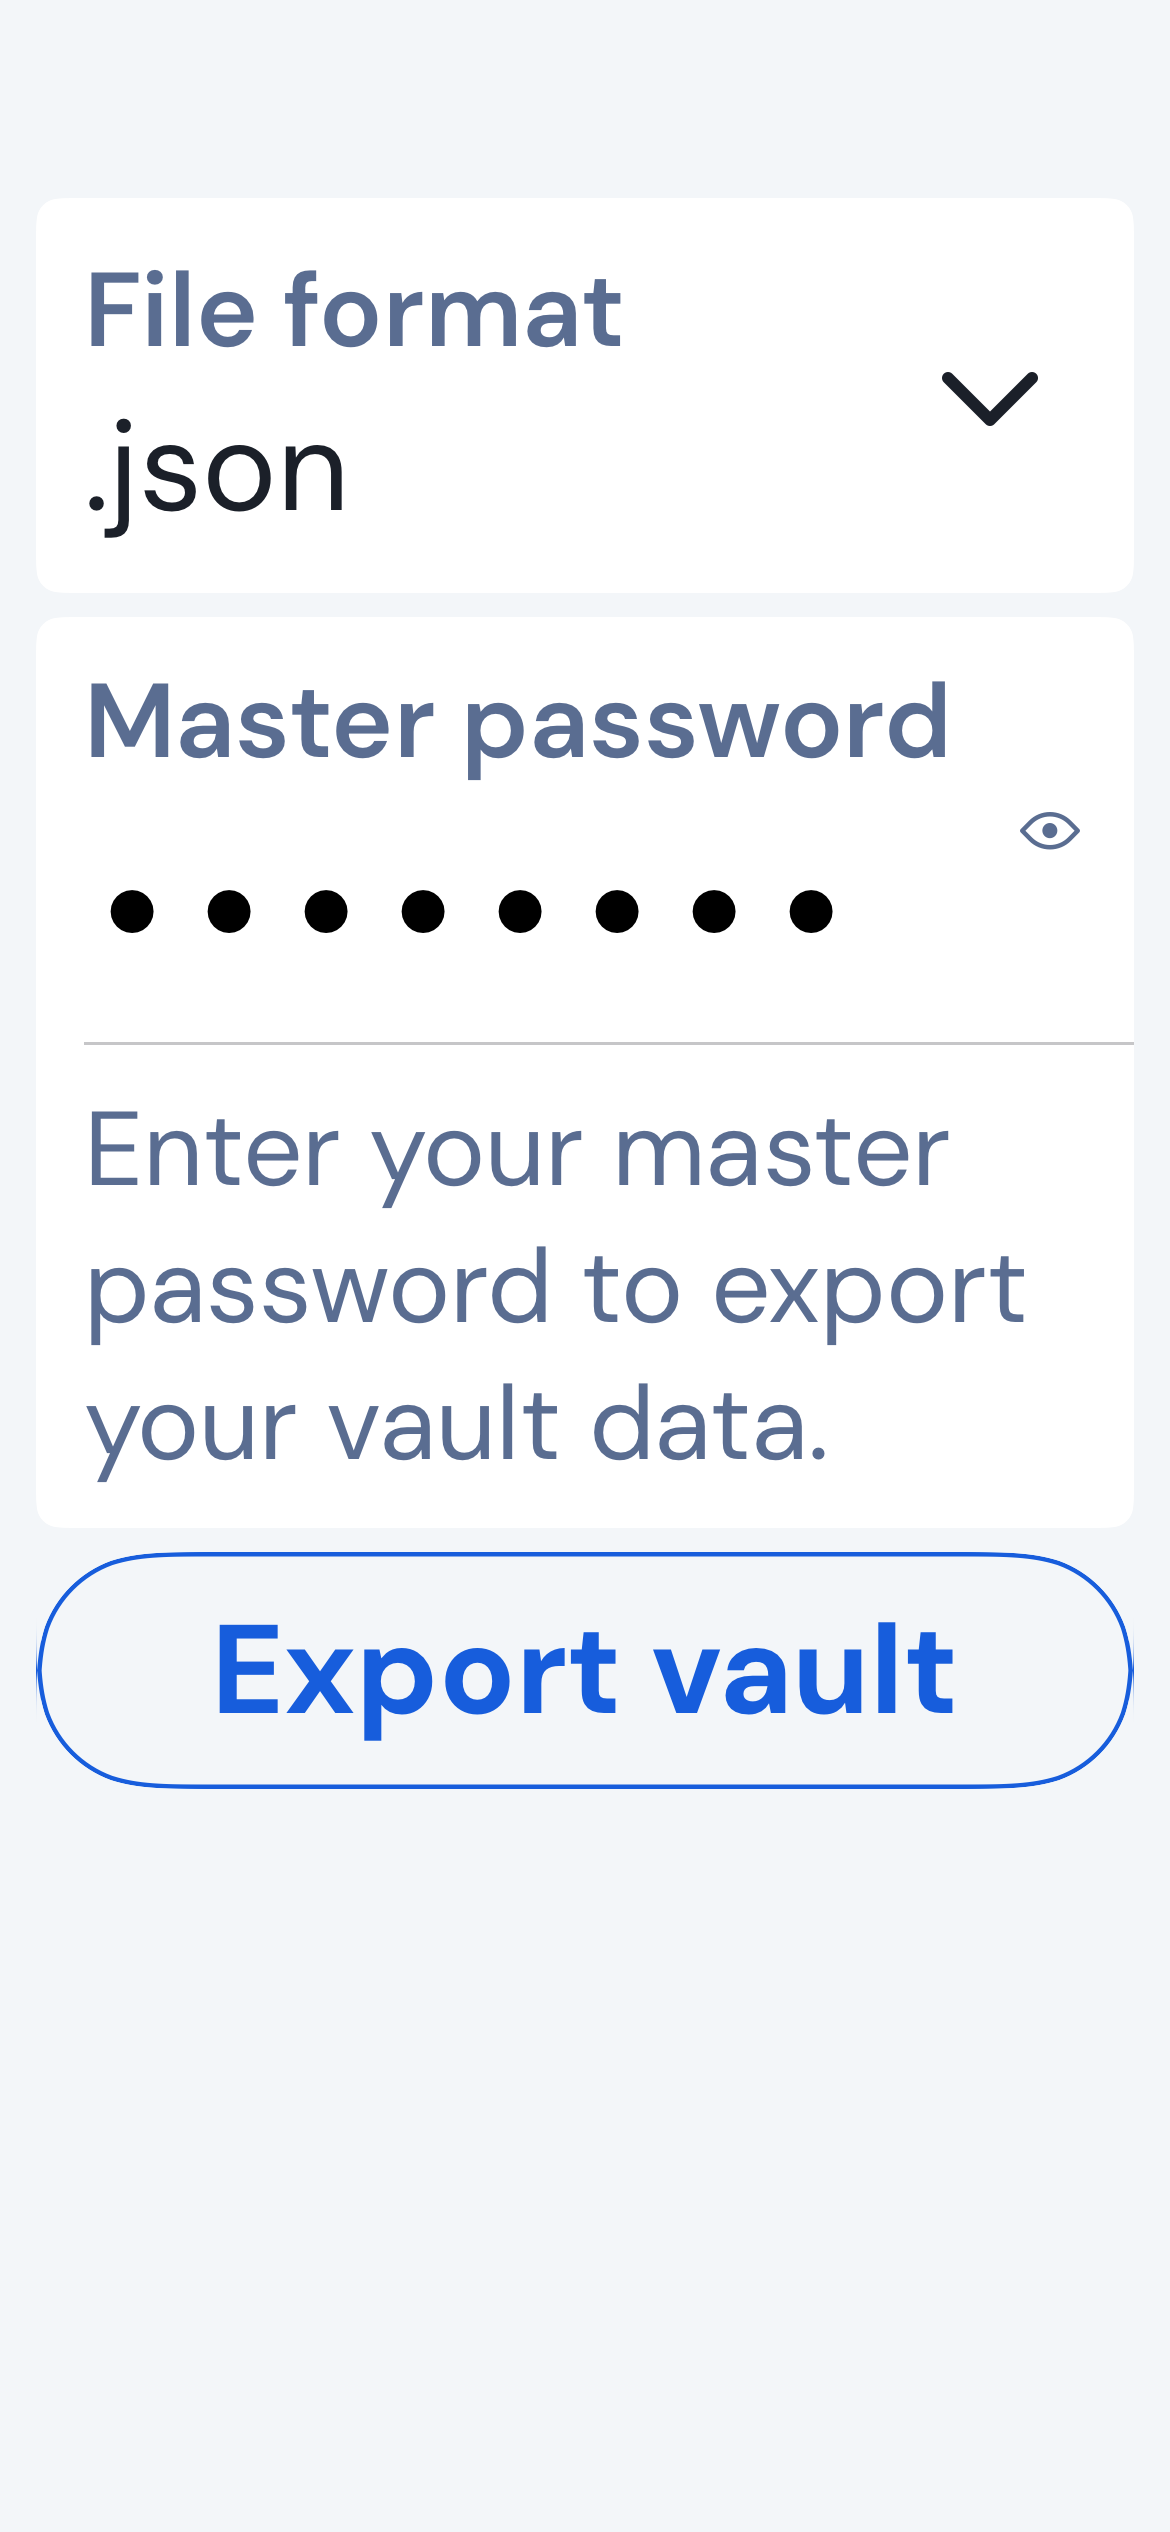 File format
.json
Master password
••••••••
Enter your master
password to export
your vault data.
Export vault